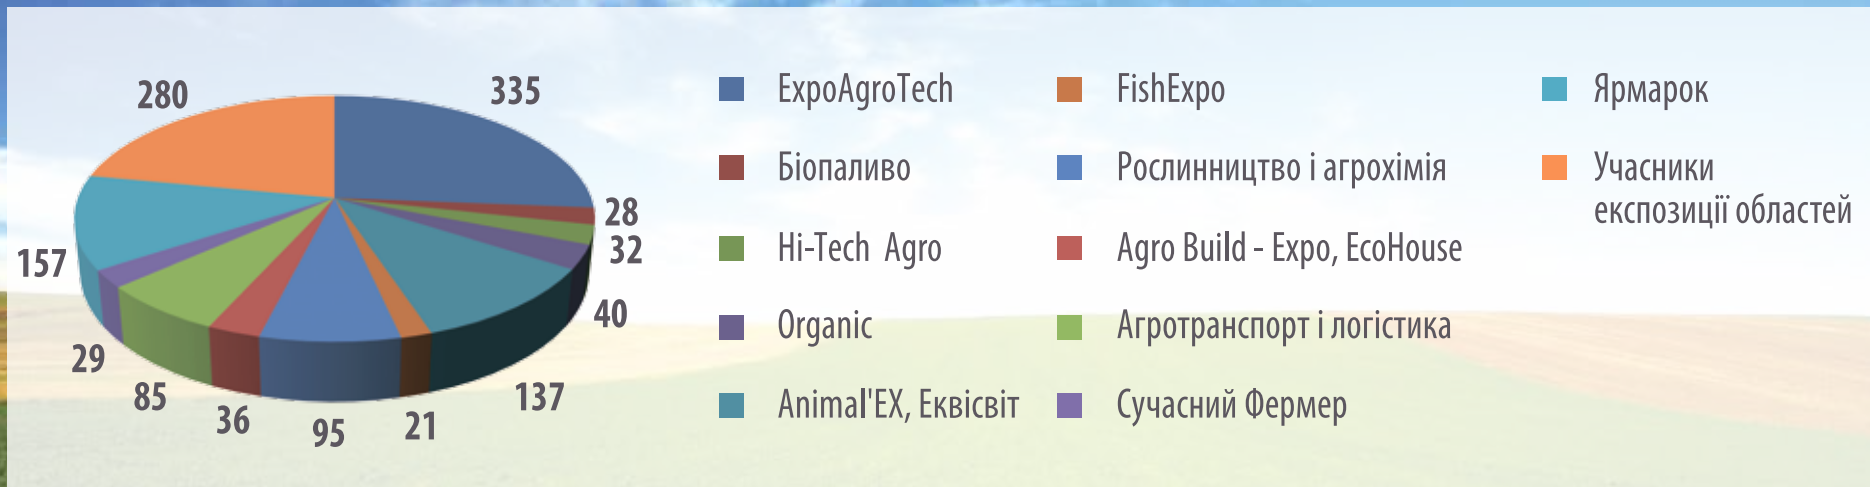 280
335
28
32
40
137
21
95
36
85
29
157
ExpoAgroTech
Біопаливо
Hi-Tech Agro
Organic
Animal'EX, Еквісвіт
FishExpo
Рослинництво і агрохімія
Agro Build - Expo, EcoHouse
Агротранспорт і логістика
Сучасний Фермер
Ярмарок
Учасники
експозиції областей